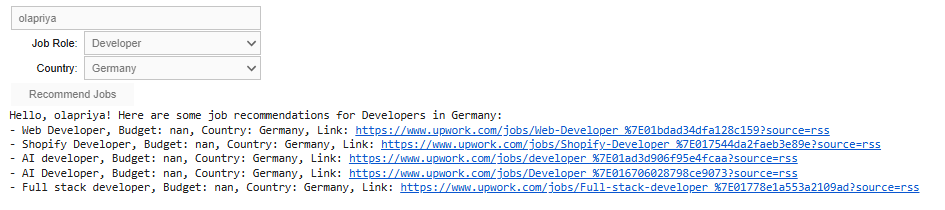 olapriya
Job Role: Developer
Country: Germany
Recommend Jobs
Hello, olapriya! Here are some job recommendations for Developers in Germany:
- Web Developer, Budget: nan, Country: Germany, Link: https://www.upwork.com/jobs/Web-Developer_%7E01bdad34dfa128c159?source=rss
- Shopify Developer, Budget: nan, Country: Germany, Link: https://www.upwork.com/jobs/Shopify-Developer_%7E017544da2faeb3e89e?source=rss
- AI developer, Budget: nan, Country: Germany, Link: https://www.upwork.com/jobs/developer_%7E01ad3d906f95e4fcaa?source=rss
- AI Developer, Budget: nan, Country: Germany, Link: https://www.upwork.com/jobs/Developer_%7E016706028798ce9073?source=rss
- Full stack developer, Budget: nan, Country: Germany, Link: https://www.upwork.com/jobs/Full-stack-developer_%7E01778e1a553a2109ad?source=rss